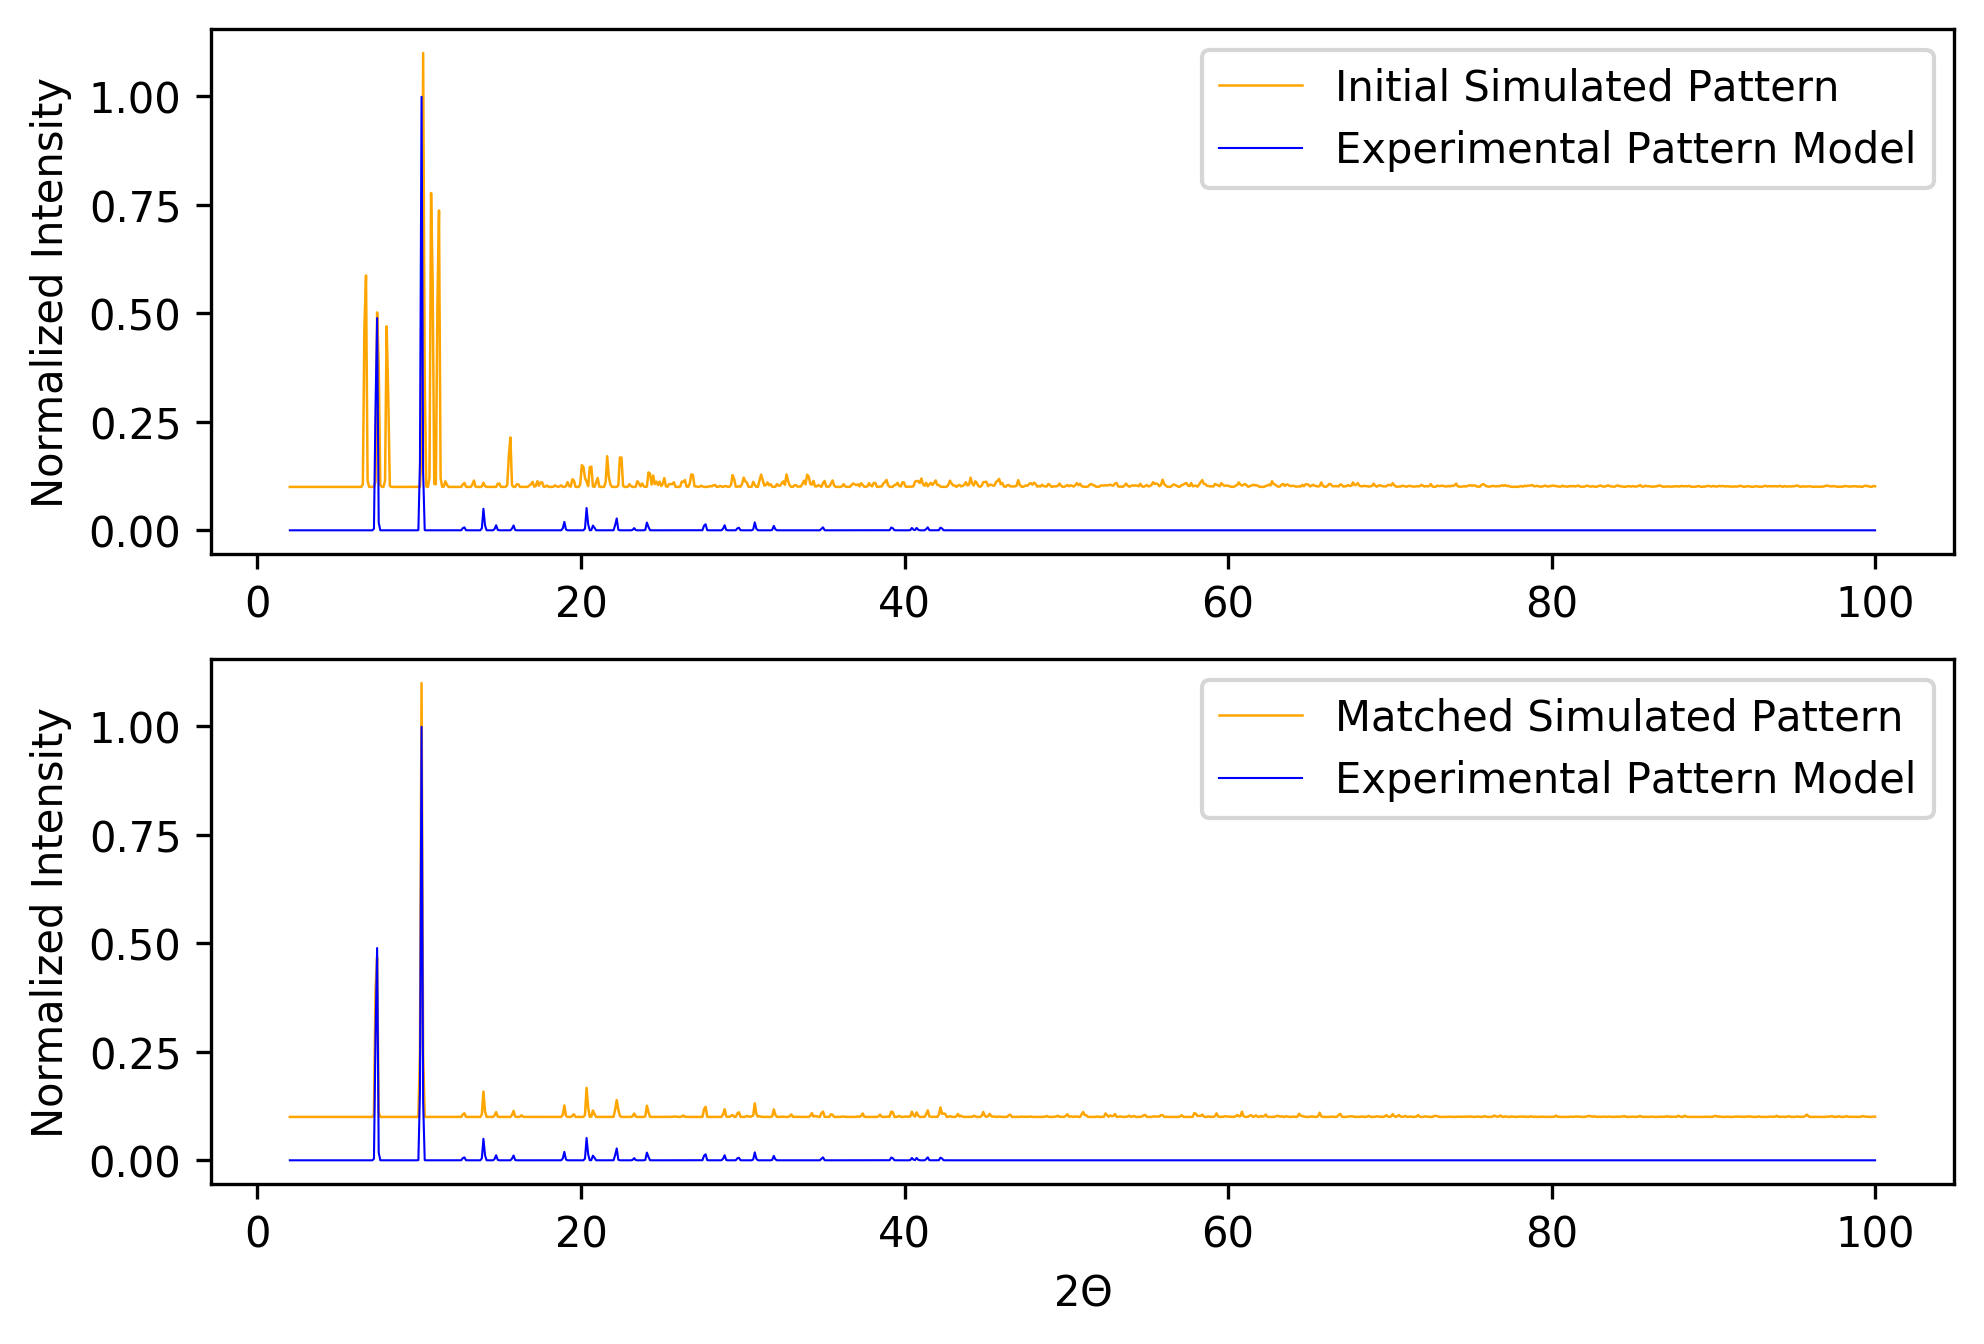 Normalized Intensity
1.00
0.75
0.50
0.25
0.00
Initial Simulated Pattern
Experimental Pattern Model
0 20 40 60 80 100
Normalized Intensity
1.00
0.75
0.50
0.25
0.00
Matched Simulated Pattern
Experimental Pattern Model
0 20 40 60 80 100
2Θ